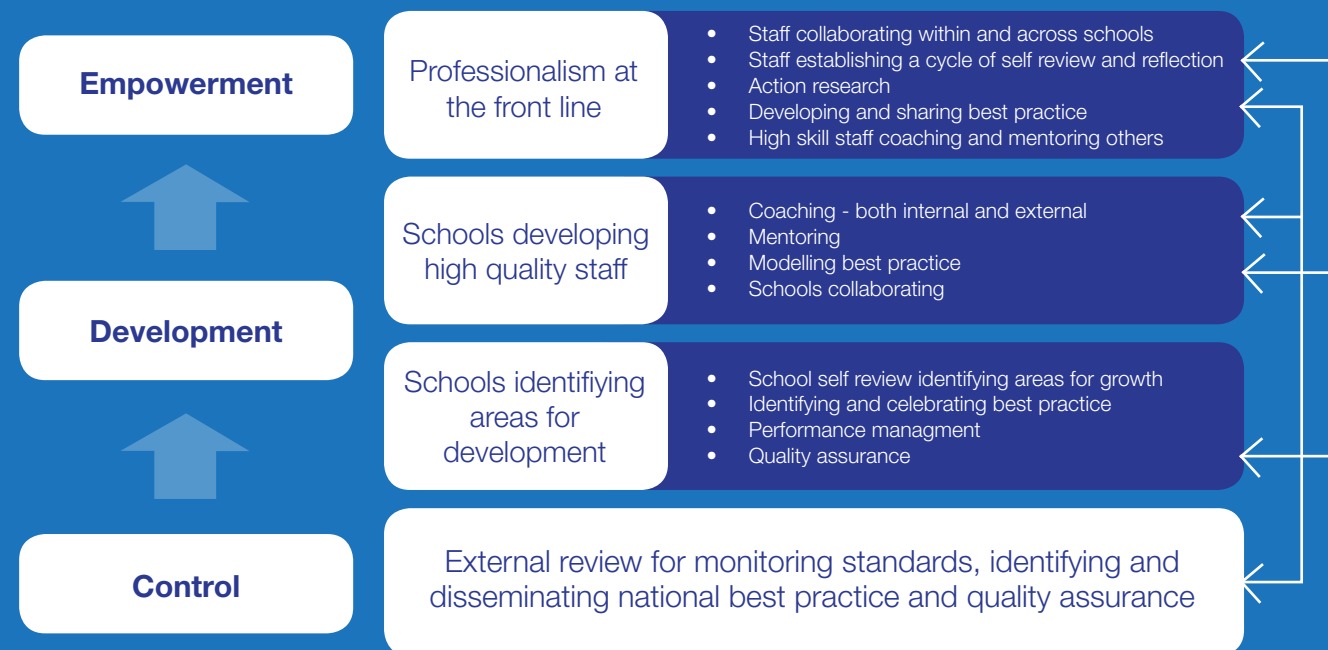 Empowerment
Professionalism at
the front line
• Staff collaborating within and across schools
• Staff establishing a cycle of self review and reflection
• Action research
• Developing and sharing best practice
• High skill staff coaching and mentoring others
Schools developing
high quality staff
• Coaching - both internal and external
• Mentoring
• Modelling best practice
• Schools collaborating
Development
Schools identifiying
areas for
development
• School self review identifying areas for growth
• Identifying and celebrating best practice
• Performance managment
• Quality assurance
Control
External review for monitoring standards, identifying and
disseminating national best practice and quality assurance